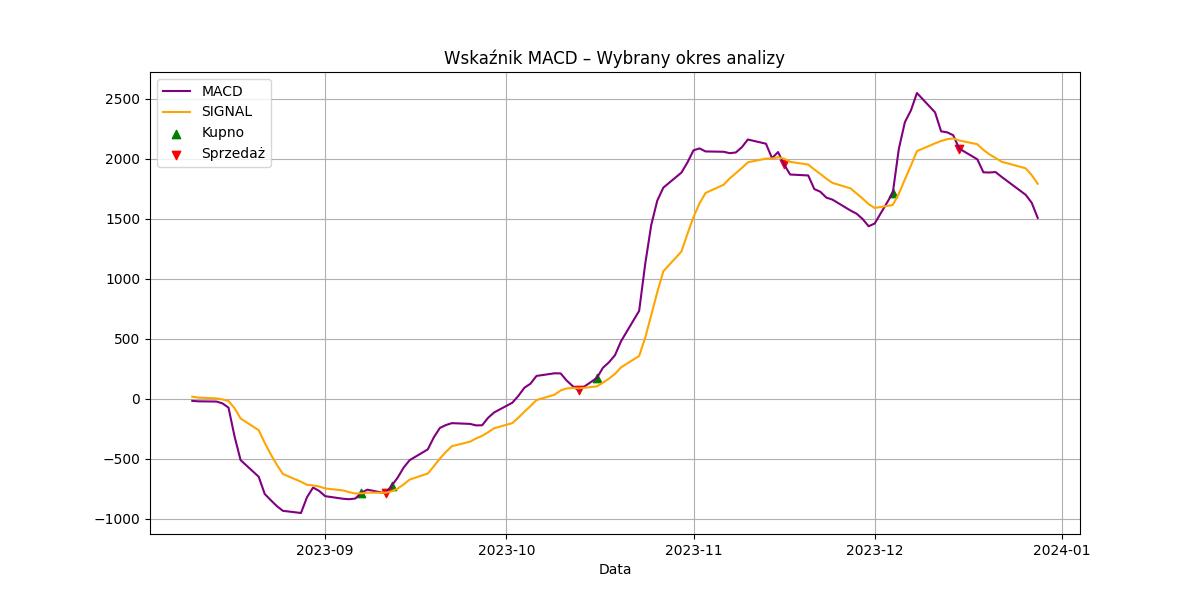 Wskaźnik MACD – Wybrany okres analizy
MACD
SIGNAL
Kupno
Sprzedaż
2500
2000
1500
1000
500
0
−500
−1000
2023-09
2023-10
2023-11
2023-12
2024-01
Data